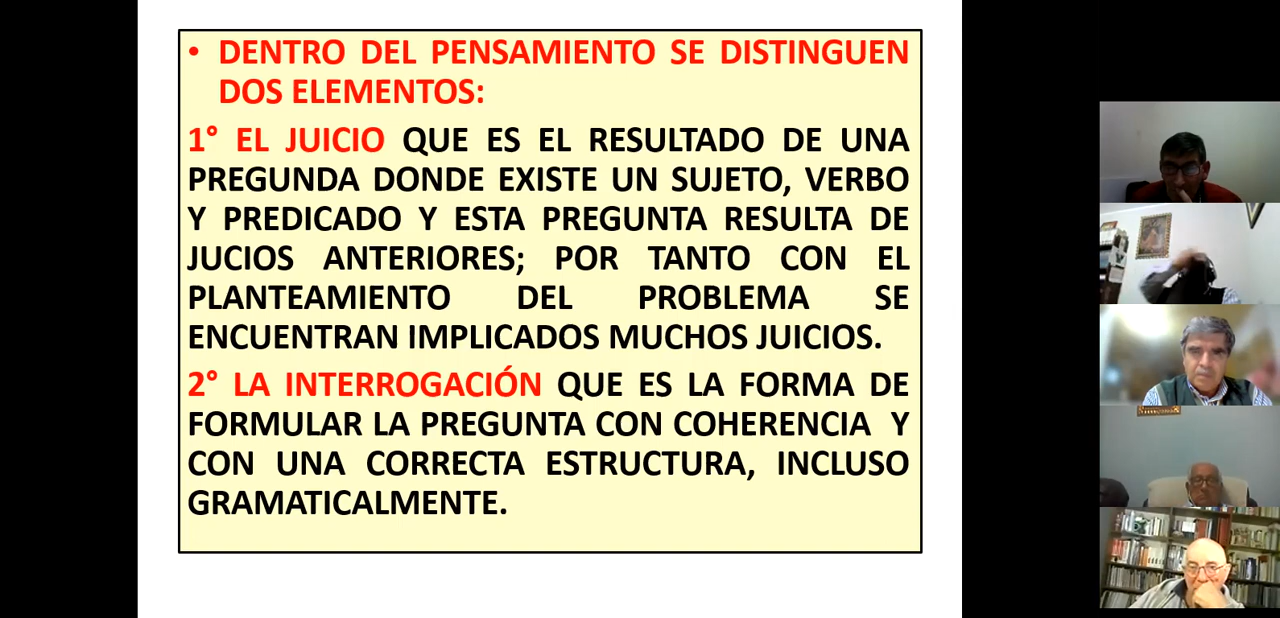 • DENTRO DEL PENSAMIENTO SE DISTINGUEN
DOS ELEMENTOS:
1° EL JUICIO QUE ES EL RESULTADO DE UNA
PREGUNDA DONDE EXISTE UN SUJETO, VERBO
Y PREDICADO Y ESTA PREGUNTA RESULTA DE
JUCIOS ANTERIORES; POR TANTO CON EL
PLANTEAMIENTO DEL PROBLEMA SE
ENCUENTRAN IMPLICADOS MUCHOS JUICIOS.
2° LA INTERROGACIÓN QUE ES LA FORMA DE
FORMULAR LA PREGUNTA CON COHERENCIA Y
CON UNA CORRECTA ESTRUCTURA, INCLUSO
GRAMATICALMENTE.